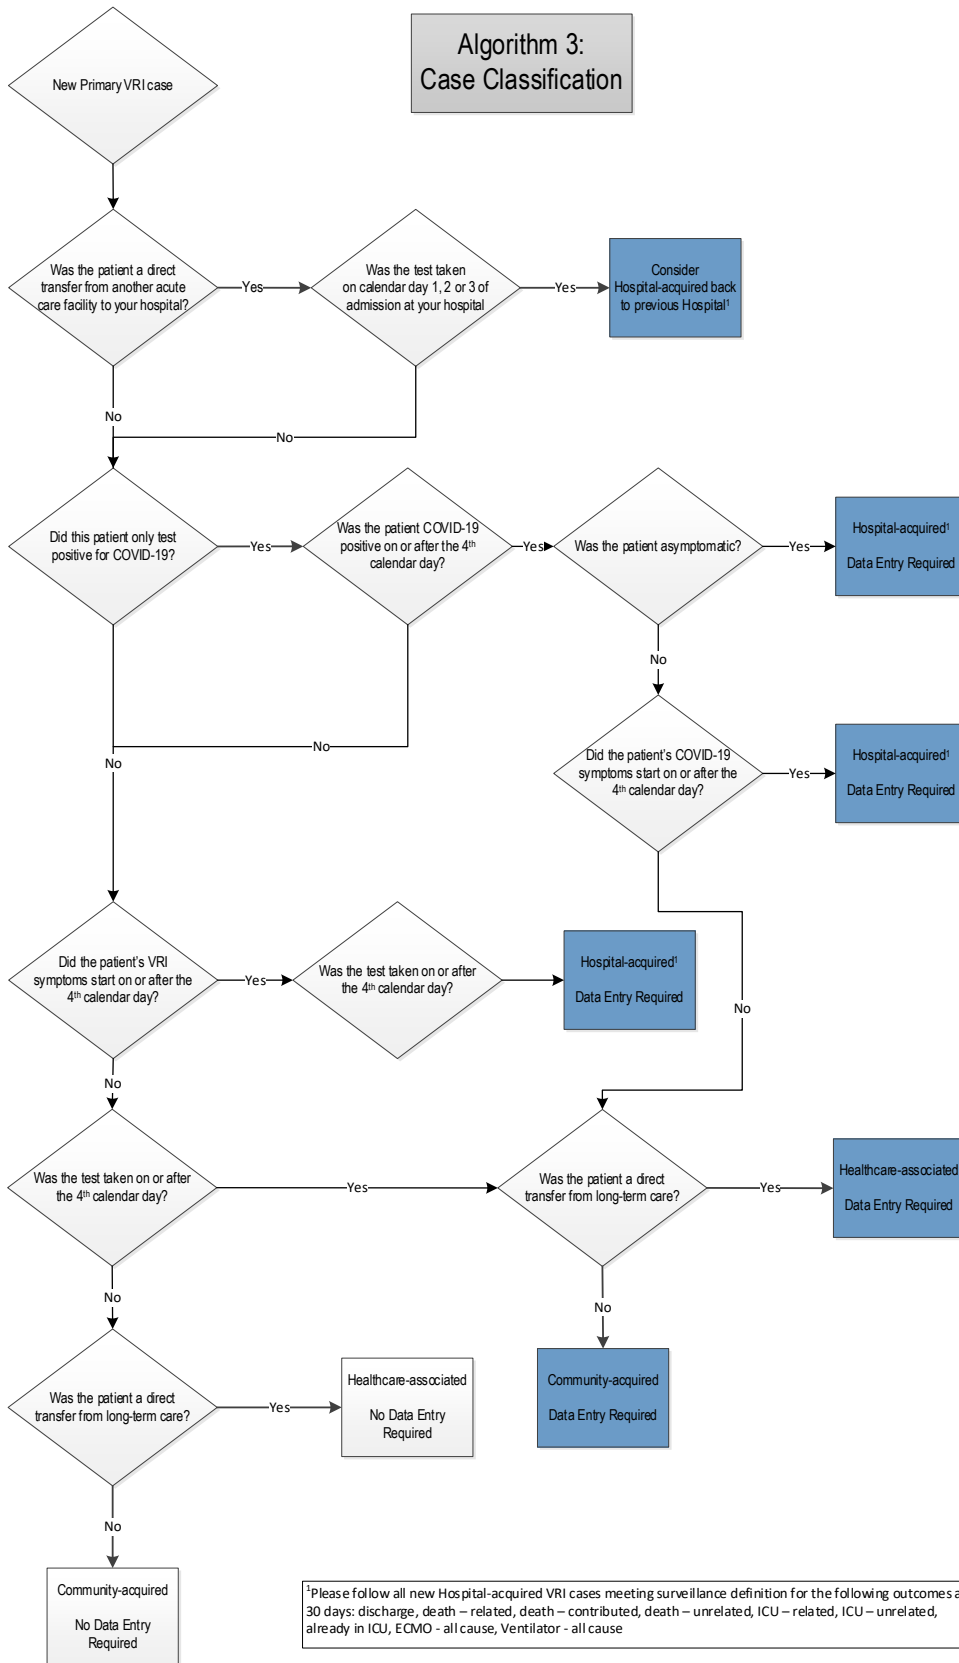 Algorithm 3:
Case Classification
New Primary VRI case
Was the patient a direct
transfer from another acute
care facility to your hospital?
Yes
Was the test taken
on calendar day 1, 2 or 3 of
admission at your hospital
Yes
Consider
Hospital-acquired back
to previous Hospital¹
No
No
Did this patient only test
positive for COVID-19?
Yes
Was the patient COVID-19
positive on or after the 4th
calendar day?
Yes
Was the patient asymptomatic?
Yes
Hospital-acquired¹
Data Entry Required
No
No
No
Did the patient's COVID-19
symptoms start on or after the
4th calendar day?
Yes
Hospital-acquired¹
Data Entry Required
Did the patient's VRI
symptoms start on or after the
4th calendar day?
Yes
Was the test taken on or after
the 4th calendar day?
Hospital-acquired¹
Data Entry Required
No
No
Was the test taken on or after
the 4th calendar day?
Yes
Was the patient a direct
transfer from long-term care?
Yes
Healthcare-associated
Data Entry Required
No
No
Was the patient a direct
transfer from long-term care?
Yes
Healthcare-associated
No Data Entry
Required
Community-acquired
Data Entry Required
No
Community-acquired
No Data Entry
Required
¹Please follow all new Hospital-acquired VRI cases meeting surveillance definition for the following outcomes a
30 days: discharge, death – related, death – contributed, death – unrelated, ICU – related, ICU – unrelated,
already in ICU, ECMO - all cause, Ventilator - all cause